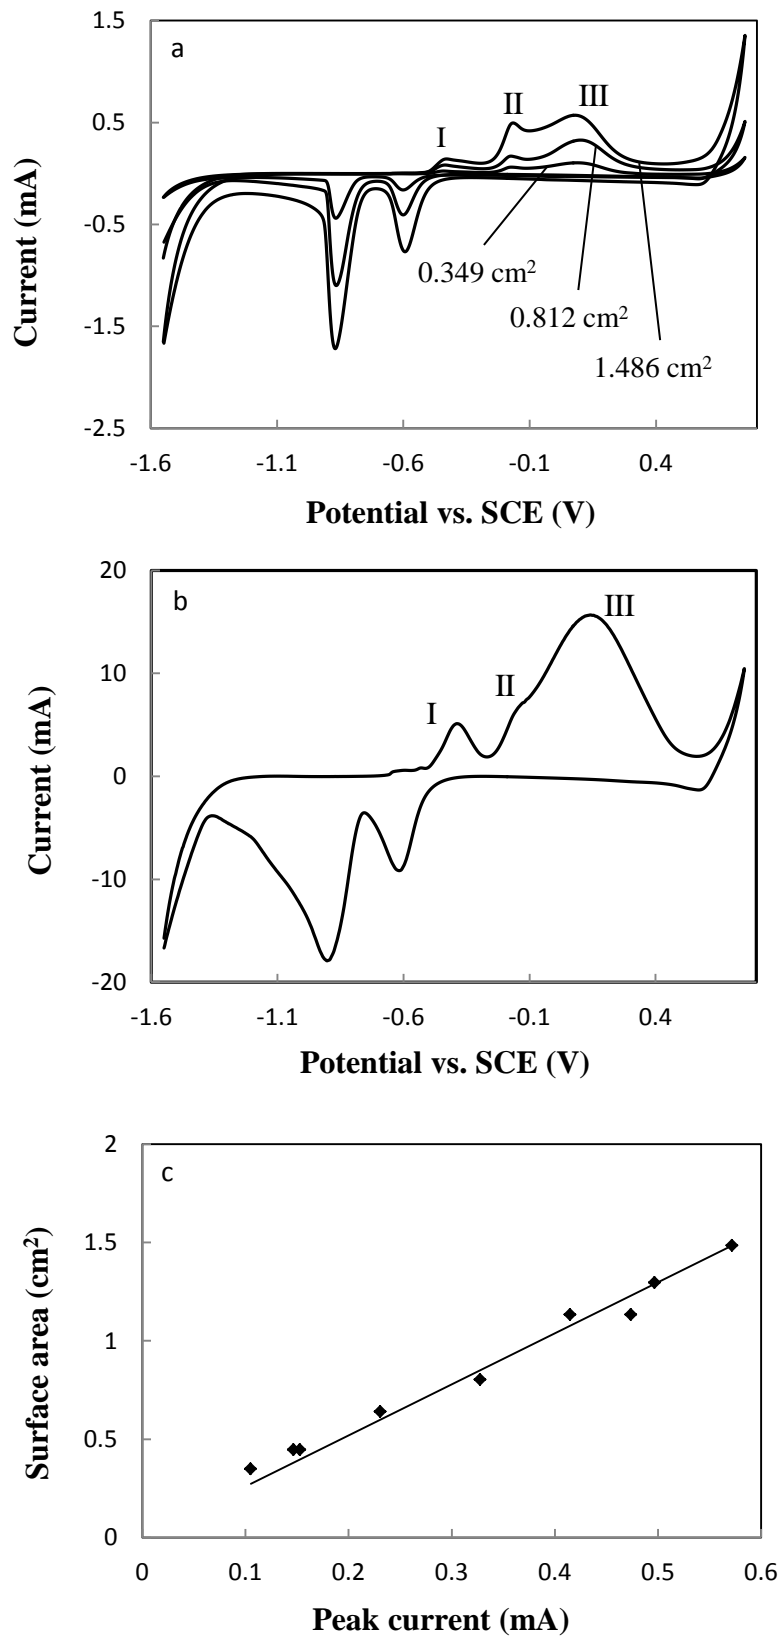 1.5
a
0.5
-0.5
-1.5
-2.5
I
II
III
0.349 cm²
0.812 cm²
1.486 cm²
-1.6
-1.1
-0.6
-0.1
0.4
Current (mA)
Potential vs. SCE (V)
20
b
10
0
-10
-20
I
II
III
-1.6
-1.1
-0.6
-0.1
0.4
Current (mA)
Potential vs. SCE (V)
2
c
1.5
1
0.5
0
0
0.1
0.2
0.3
0.4
0.5
0.6
Surface area (cm²)
Peak current (mA)